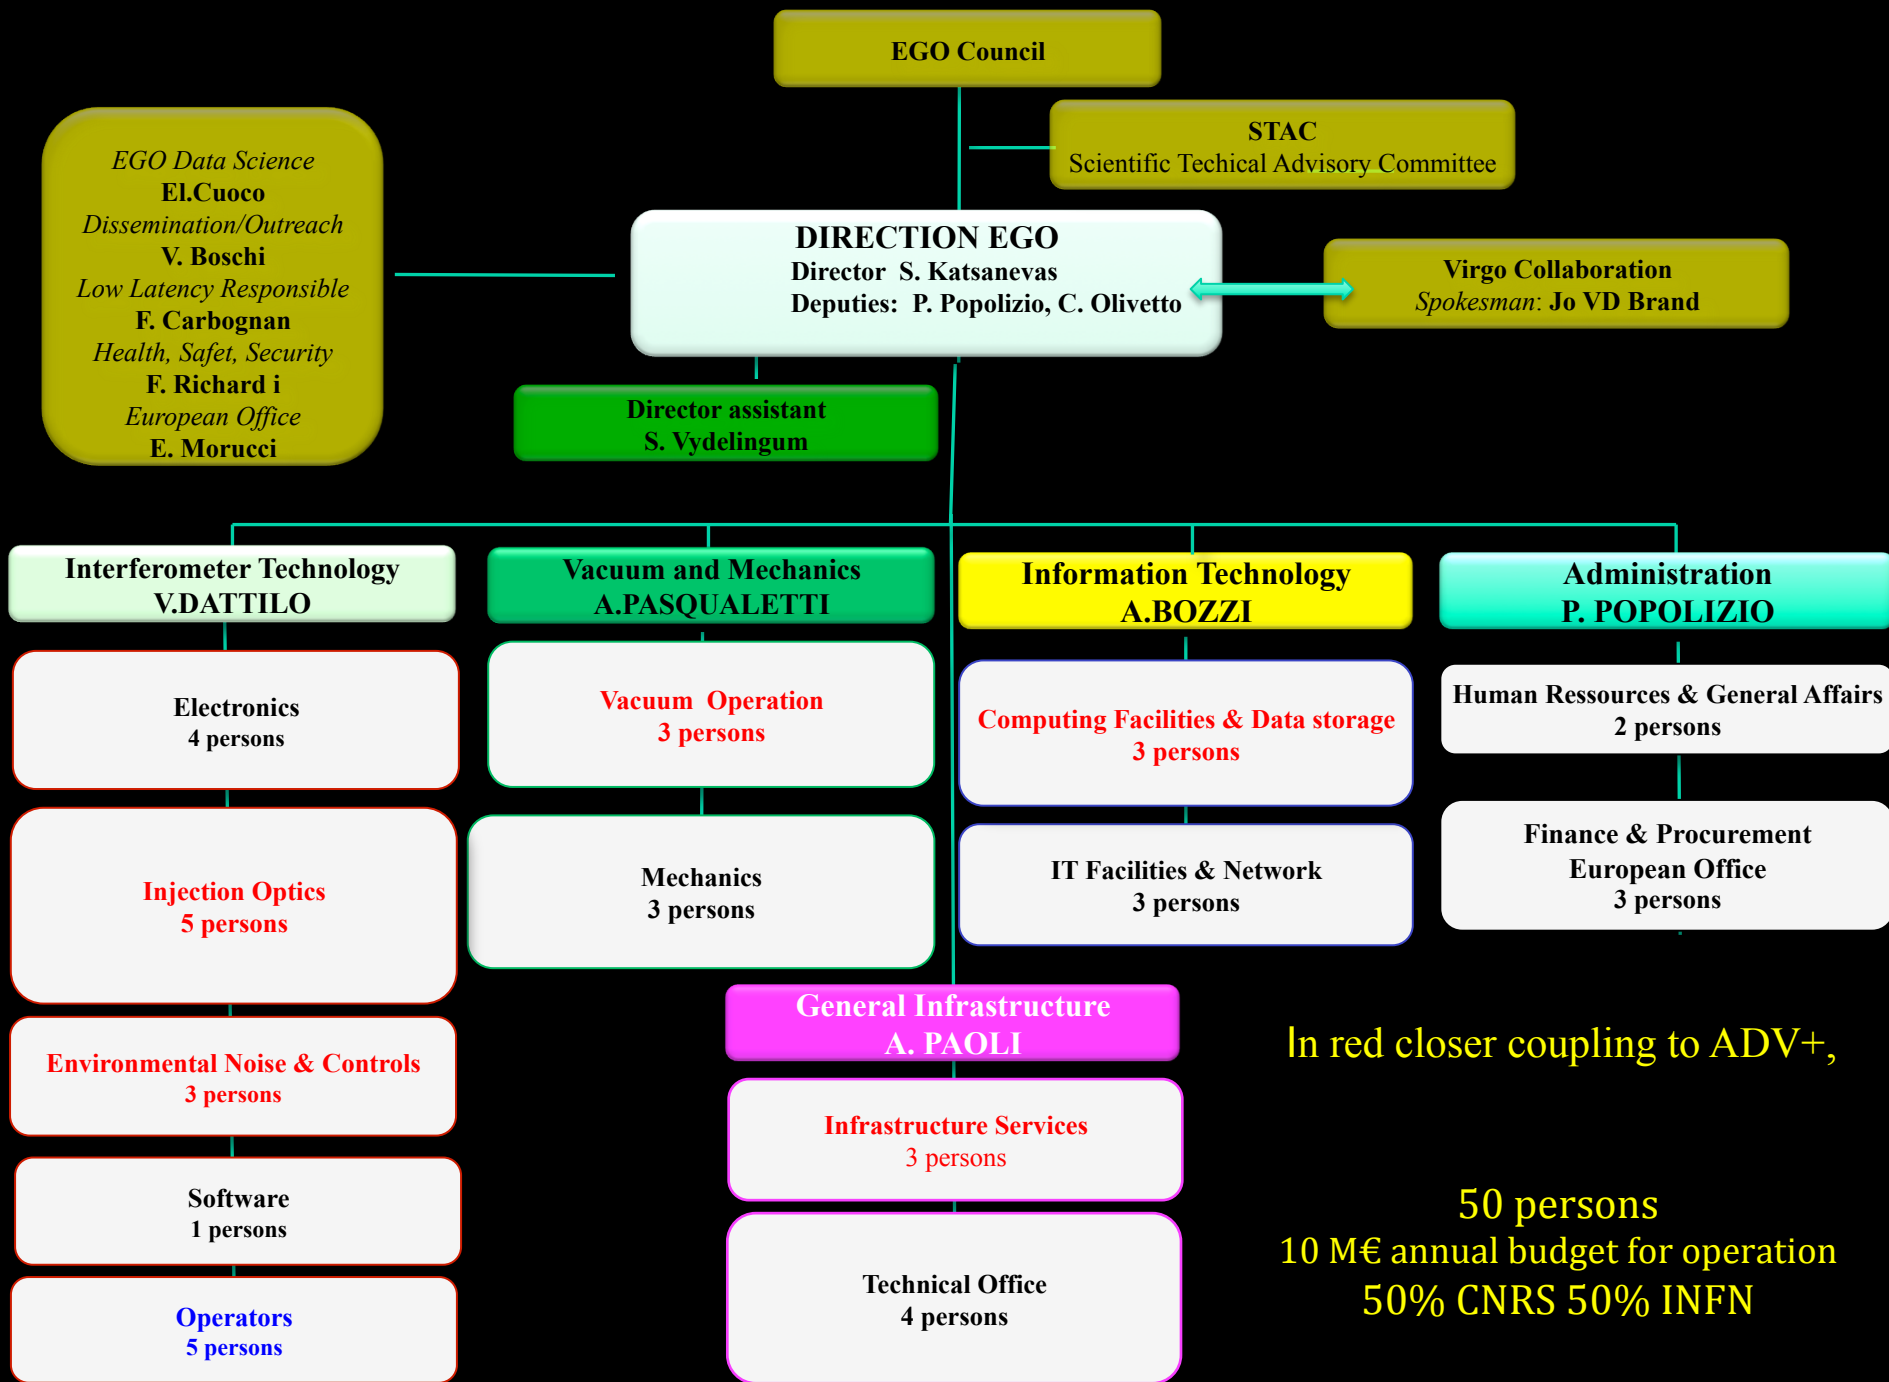 EGO Council
STAC
Scientific Techical Advisory Committee
EGO Data Science
El.Cuoco
Dissemination/Outreach
V. Boschi
Low Latency Responsible
F. Carbognan
Health, Safet, Security
F. Richard i
European Office
E. Morucci
DIRECTION EGO
Director S. Katsanevas
Deputies: P. Popolizio, C. Olivetto
Virgo Collaboration
Spokesman: Jo VD Brand
Director assistant
S. Vydelingum
Interferometer Technology
V.DATTILO
Electronics
4 persons
Injection Optics
5 persons
Environmental Noise & Controls
3 persons
Software
1 persons
Operators
5 persons
Vacuum and Mechanics
A.PASQUALETTI
Vacuum Operation
3 persons
Mechanics
3 persons
Information Technology
A.BOZZI
Computing Facilities & Data storage
3 persons
IT Facilities & Network
3 persons
Administration
P. POPOLIZIO
Human Ressources & General Affairs
2 persons
Finance & Procurement
European Office
3 persons
General Infrastructure
A. PAOLI
Infrastructure Services
3 persons
Technical Office
4 persons
In red closer coupling to ADV+,
50 persons
10 M€ annual budget for operation
50% CNRS 50% INFN